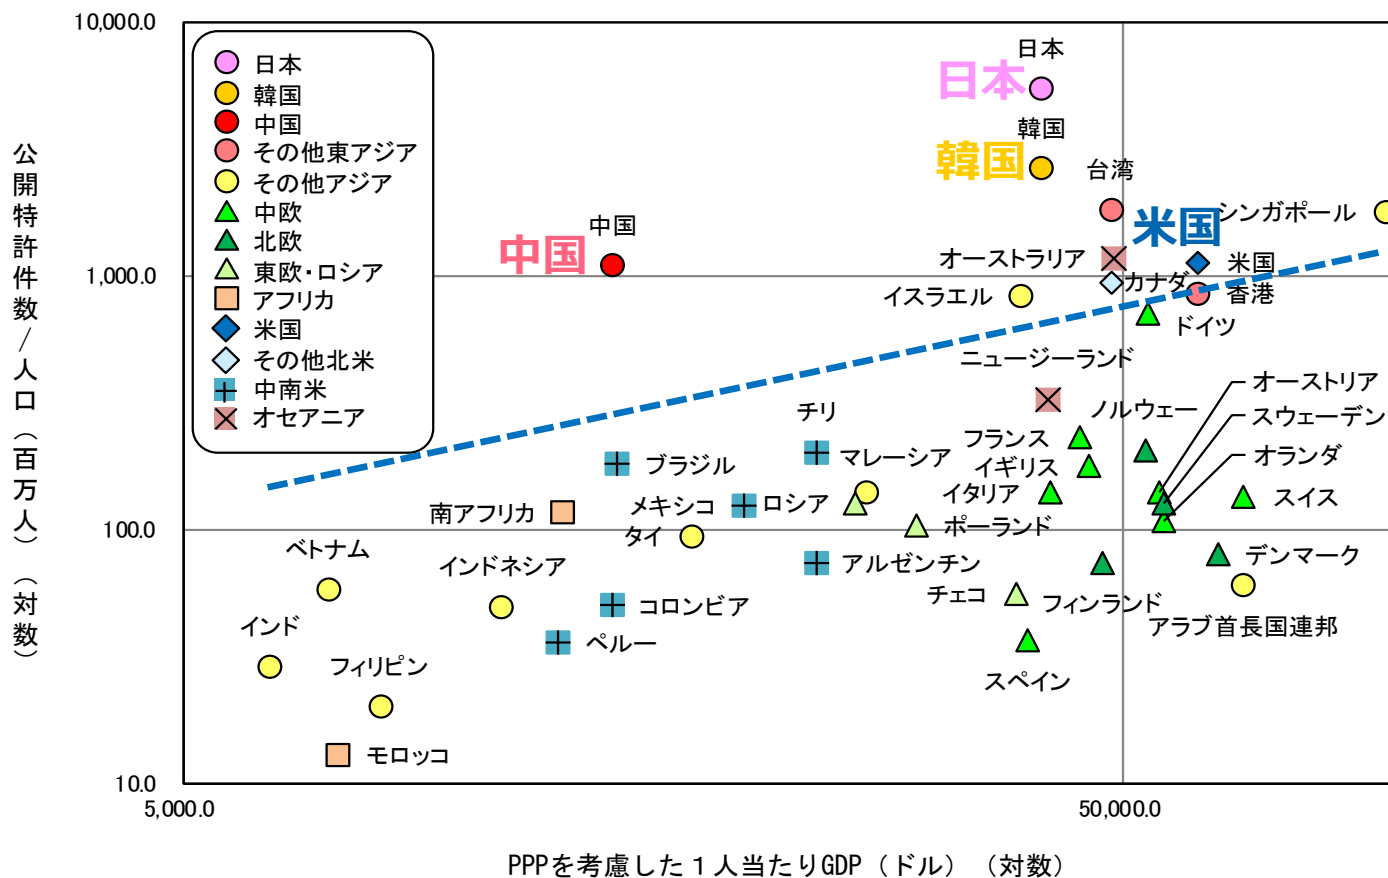 10,000.0
1,000.0
100.0
10.0
5,000.0
50,000.0
公開特許件数/人口（百万人）（対数）
PPPを考慮した１人当たりGDP（ドル）（対数）
日本
韓国
中国
その他東アジア
その他アジア
中欧
北欧
東欧・ロシア
アフリカ
米国
その他北米
中南米
オセアニア
日本
日本
韓国
韓国
台湾
中国
中国
米国
シンガポール
オーストラリア
米国
カナダ
香港
イスラエル
ドイツ
ニュージーランド
オーストリア
チリ
ノルウェー
スウェーデン
フランス
オランダ
ブラジル
マレーシア
イギリス
メキシコ
ロシア
イタリア
スイス
南アフリカ
タイ
ポーランド
ベトナム
インドネシア
アルゼンチン
デンマーク
チェコ
フィンランド
コロンビア
アラブ首長国連邦
インド
ペルー
フィリピン
スペイン
モロッコ